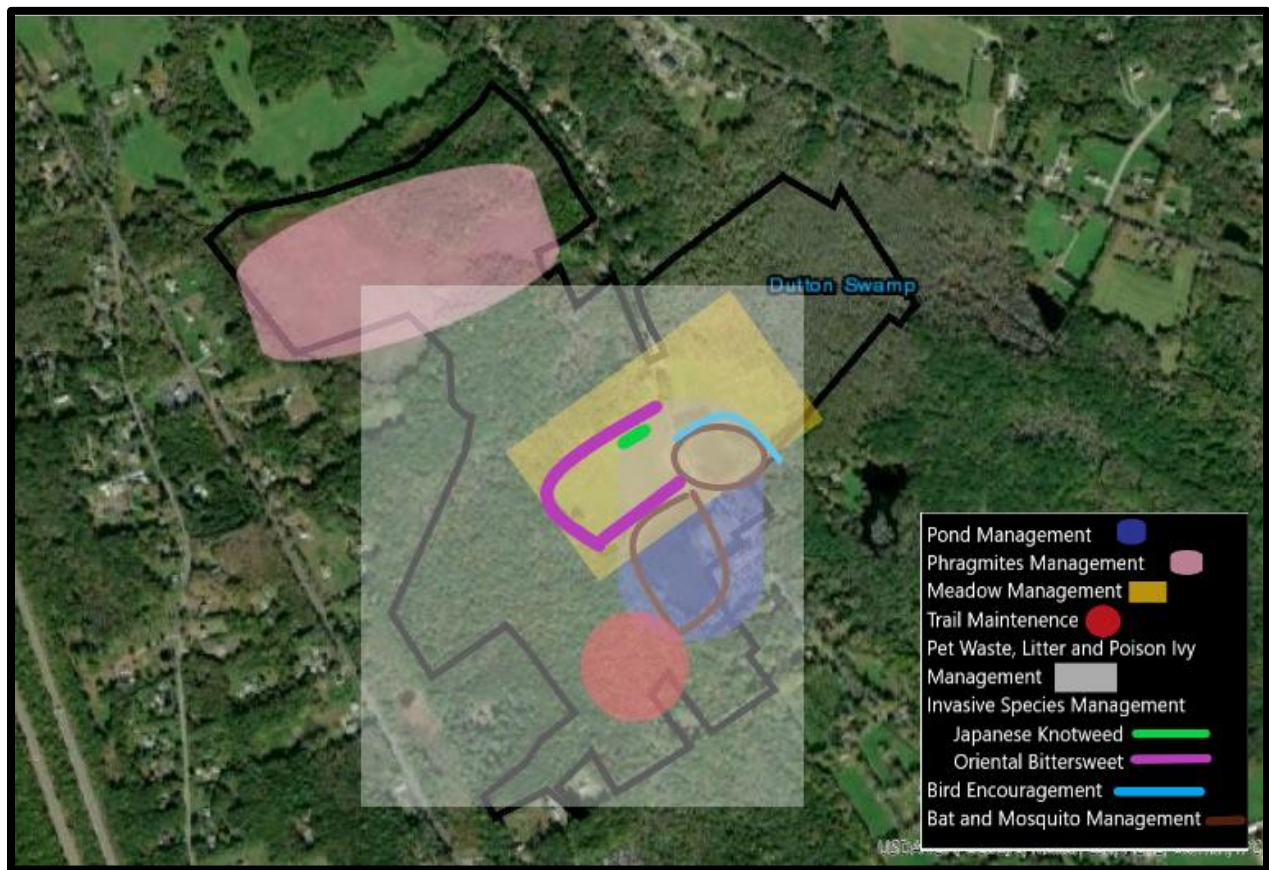 Dutton Swamp
Pond Management
Phragmites Management
Meadow Management
Trail Maintenence
Pet Waste, Litter and Poison Ivy
Management
Invasive Species Management
Japanese Knotweed
Oriental Bittersweet
Bird Encouragement
Bat and Mosquito Management